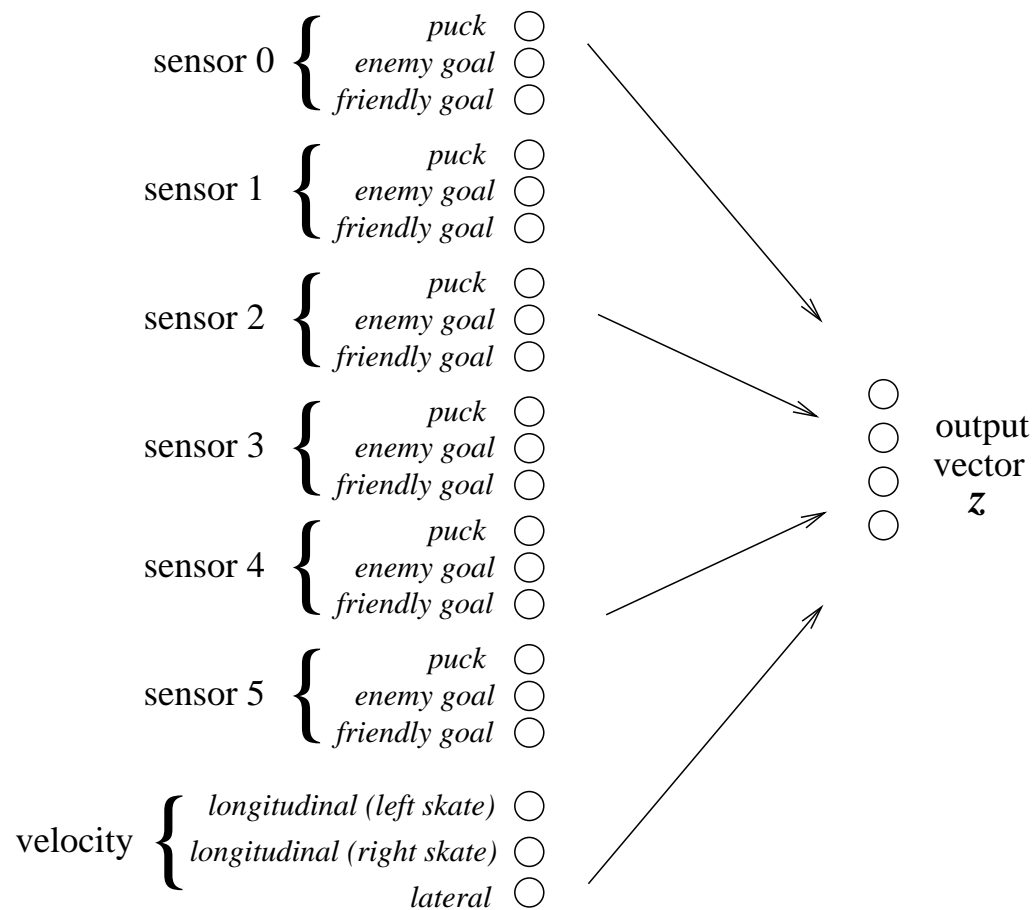 sensor 0
puck
enemy goal
friendly goal
sensor 1
puck
enemy goal
friendly goal
sensor 2
puck
enemy goal
friendly goal
sensor 3
puck
enemy goal
friendly goal
sensor 4
puck
enemy goal
friendly goal
sensor 5
puck
enemy goal
friendly goal
velocity
longitudinal (left skate)
longitudinal (right skate)
lateral
output
vector
z